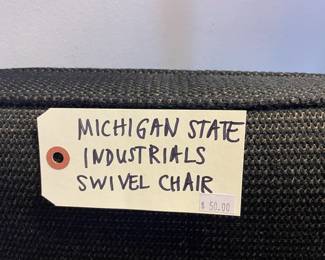 MICHIGAN STATE
INDUSTRIALS
SWIVEL CHAIR
$ 50.00